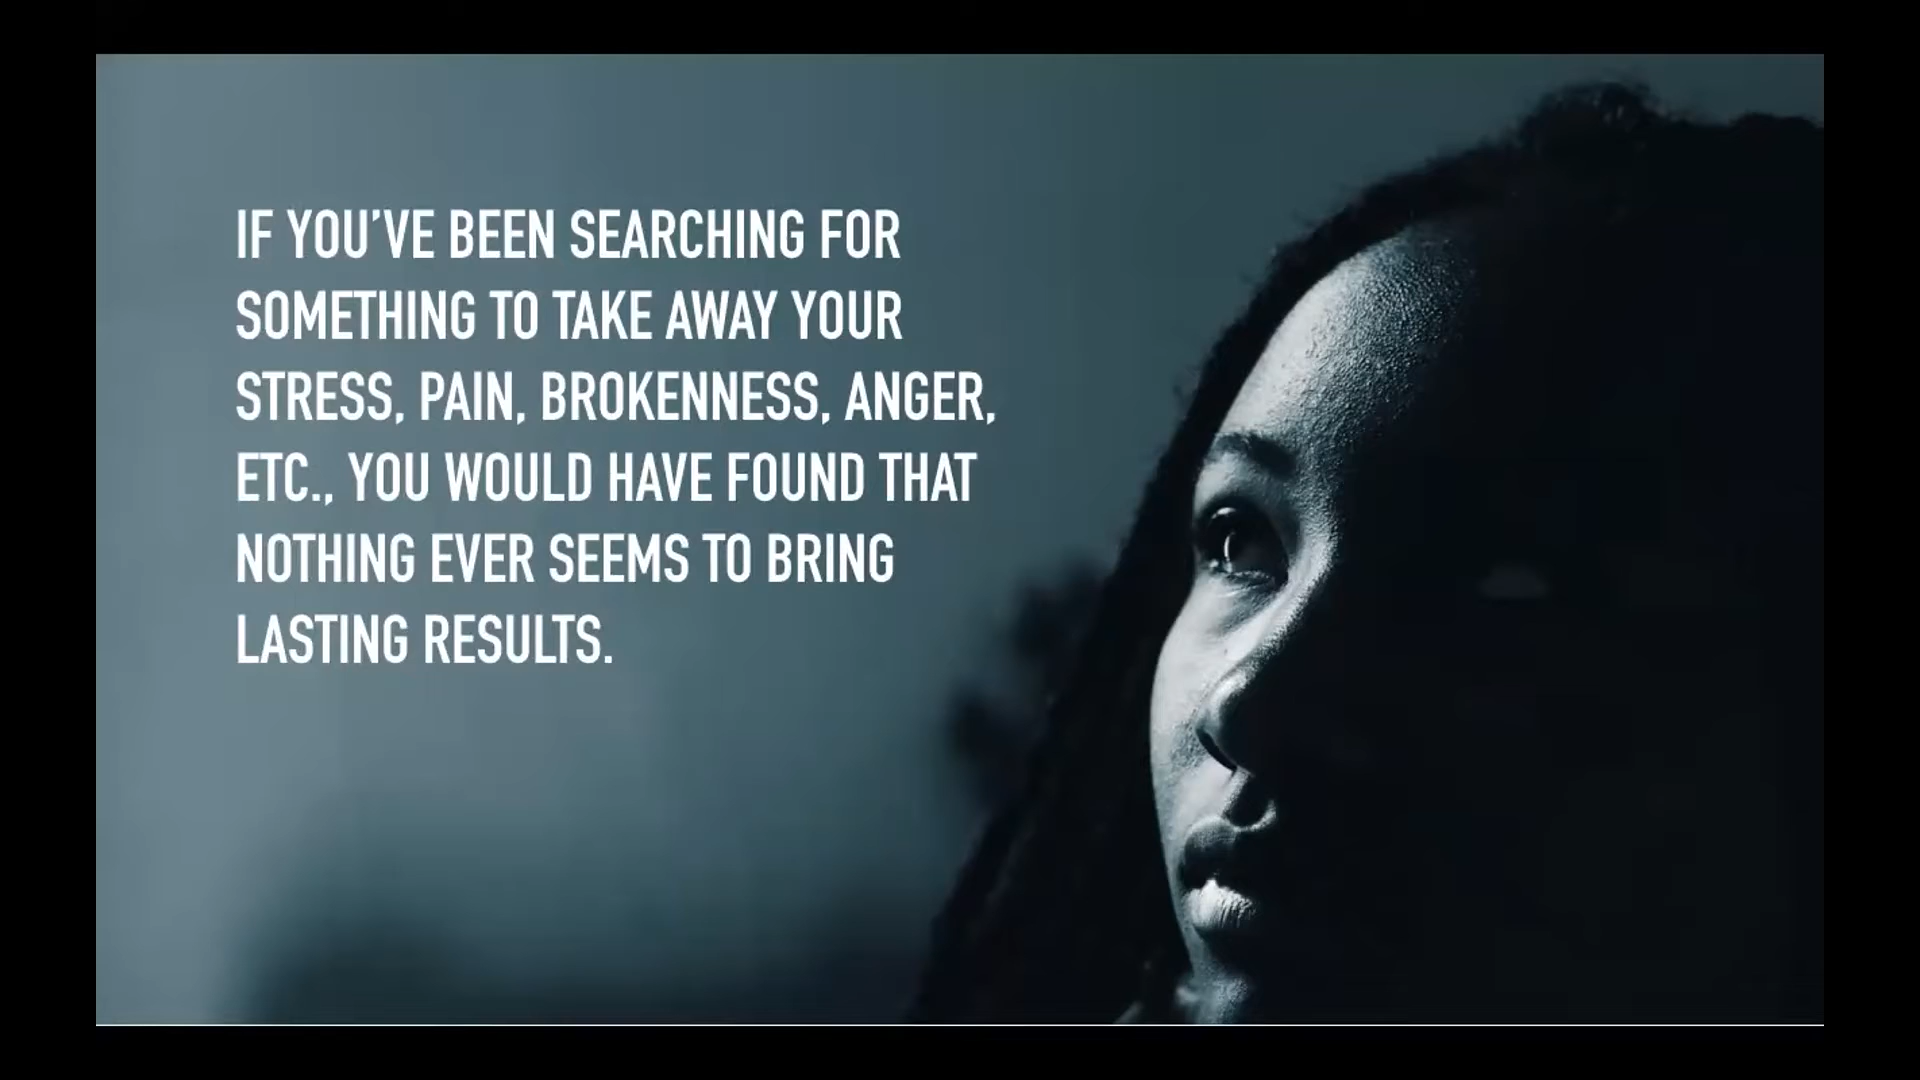 IF YOU’VE BEEN SEARCHING FOR
SOMETHING TO TAKE AWAY YOUR
STRESS, PAIN, BROKENNESS, ANGER,
ETC., YOU WOULD HAVE FOUND THAT
NOTHING EVER SEEMS TO BRING
LASTING RESULTS.